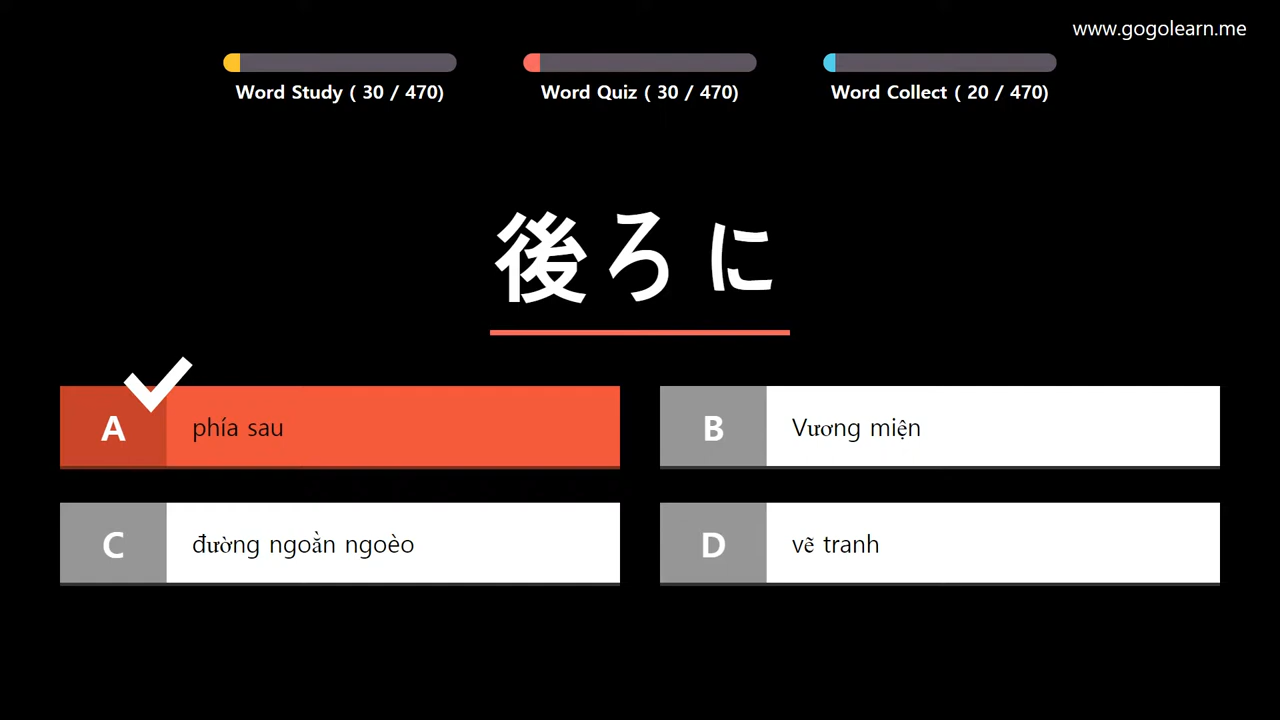 www.gogolearn.me
Word Study ( 30 / 470)
Word Quiz ( 30 / 470)
Word Collect ( 20 / 470)
後ろに
A phía sau
B Vương miện
C đường ngoằn ngoèo
D vẽ tranh